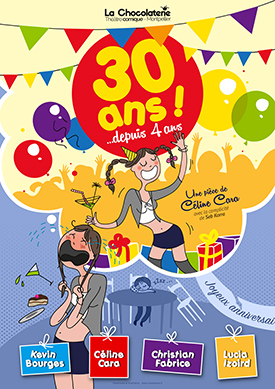 La Chocolaterie
Théâtre comique - Montpellier
30
ans !
...depuis 4 ans
Une pièce de
Céline Cara
avec la complicité
de Seb Kaira
Joyeux anniversaire
Kevin
Bourges
Céline
Cara
Christian
Fabrice
Lucia
Izoird